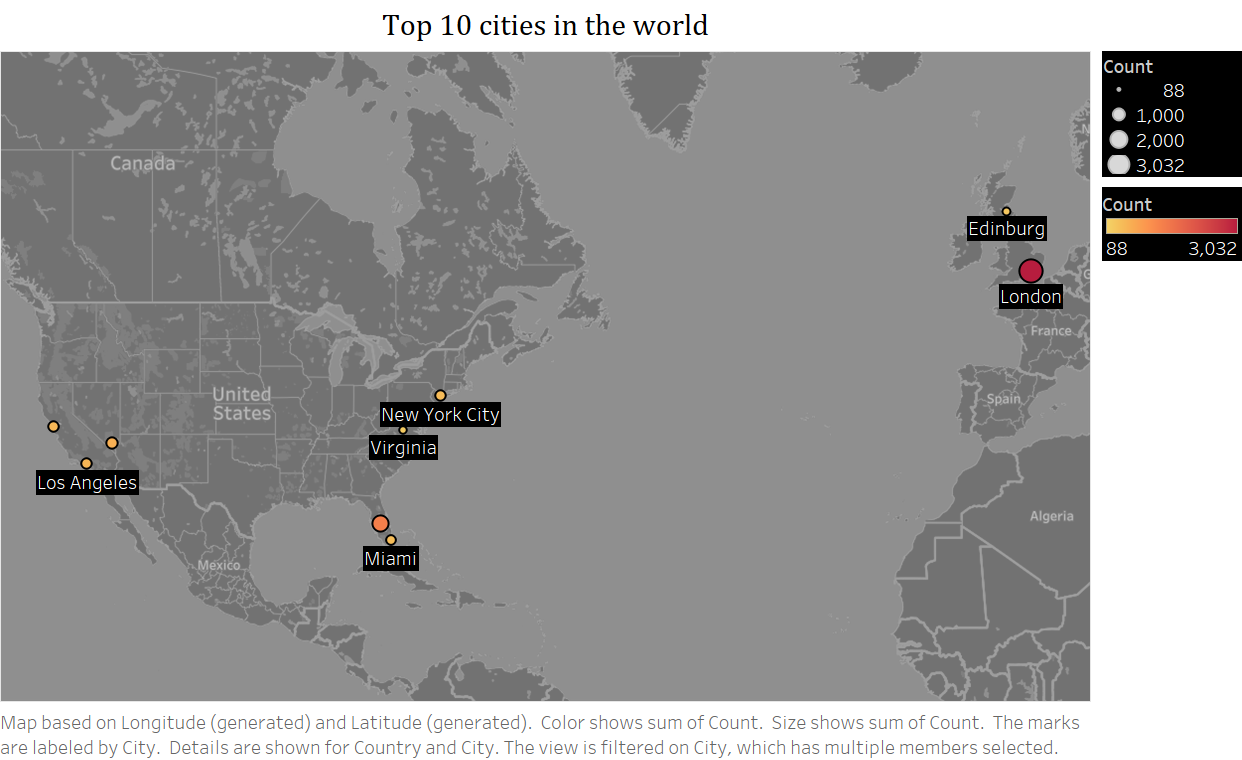 Top 10 cities in the world
Count
88
1,000
2,000
3,032
Count
88 3,032
Canada
United
States
Mexico
Edinburg
London
France
Spain
Algeria
New York City
Virginia
Los Angeles
Miami
Map based on Longitude (generated) and Latitude (generated). Color shows sum of Count. Size shows sum of Count. The marks
are labeled by City. Details are shown for Country and City. The view is filtered on City, which has multiple members selected.